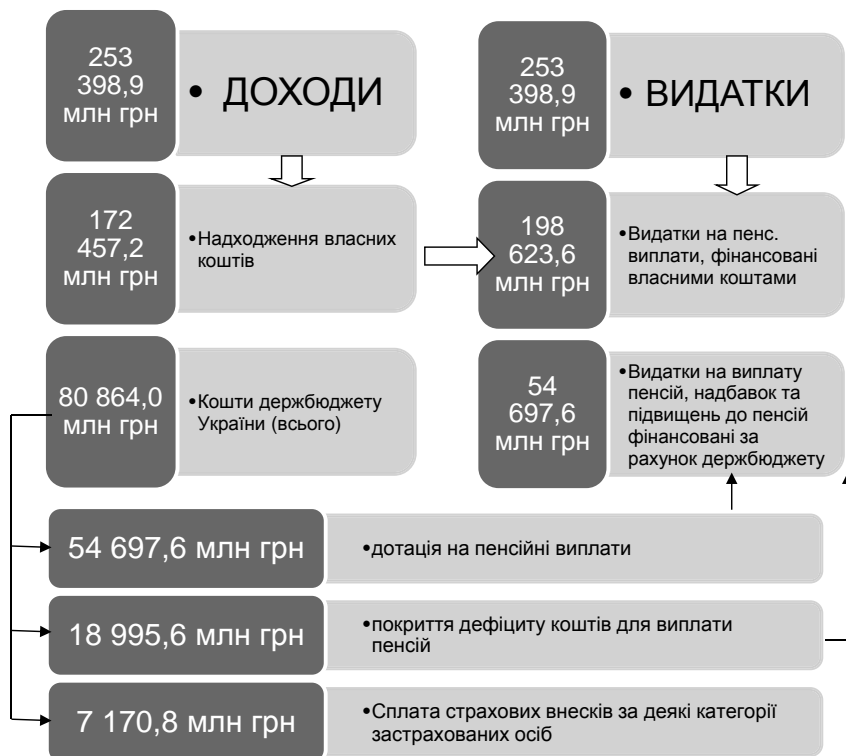 253
398,9
млн грн
• ДОХОДИ
253
398,9
млн грн
• ВИДАТКИ
172
457,2
млн грн
•Надходження власних
коштів
198
623,6
млн грн
•Видатки на пенс.
виплати, фінансовані
власними коштами
80 864,0
млн грн
•Кошти держбюджету
України (всього)
54
697,6
млн грн
•Видатки на виплату
пенсій, надбавок та
підвищень до пенсій
фінансовані за
рахунок держбюджету
54 697,6 млн грн
•дотація на пенсійні виплати
18 995,6 млн грн
•покриття дефіциту коштів для виплати
пенсій
7 170,8 млн грн
•Сплата страхових внесків за деякі категорії
застрахованих осіб